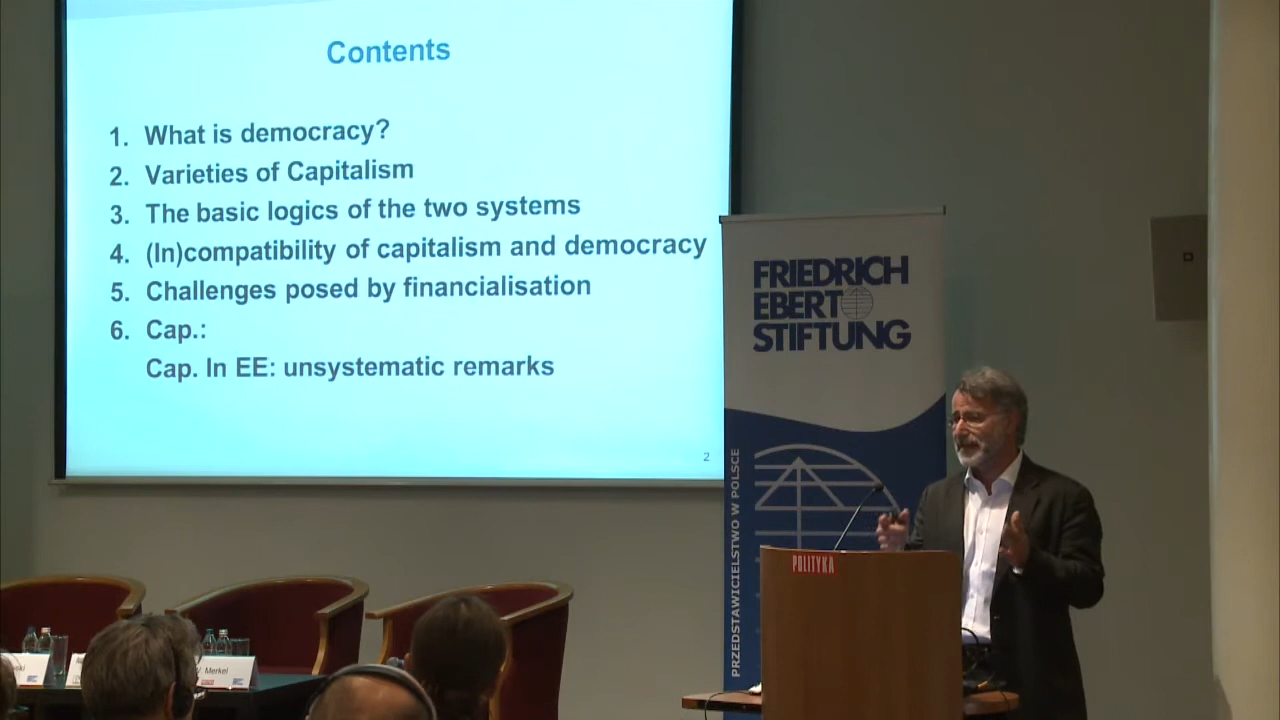 Contents
1. What is democracy?
2. Varieties of Capitalism
3. The basic logics of the two systems
4. (In)compatibility of capitalism and democracy
5. Challenges posed by financialisation
6. Cap.:
Cap. In EE: unsystematic remarks
2
FRIEDRICH
EBERT
STIFTUNG
PRZEDSTAWICIELSTWO W POLSCE
POLITYKA
Merkel